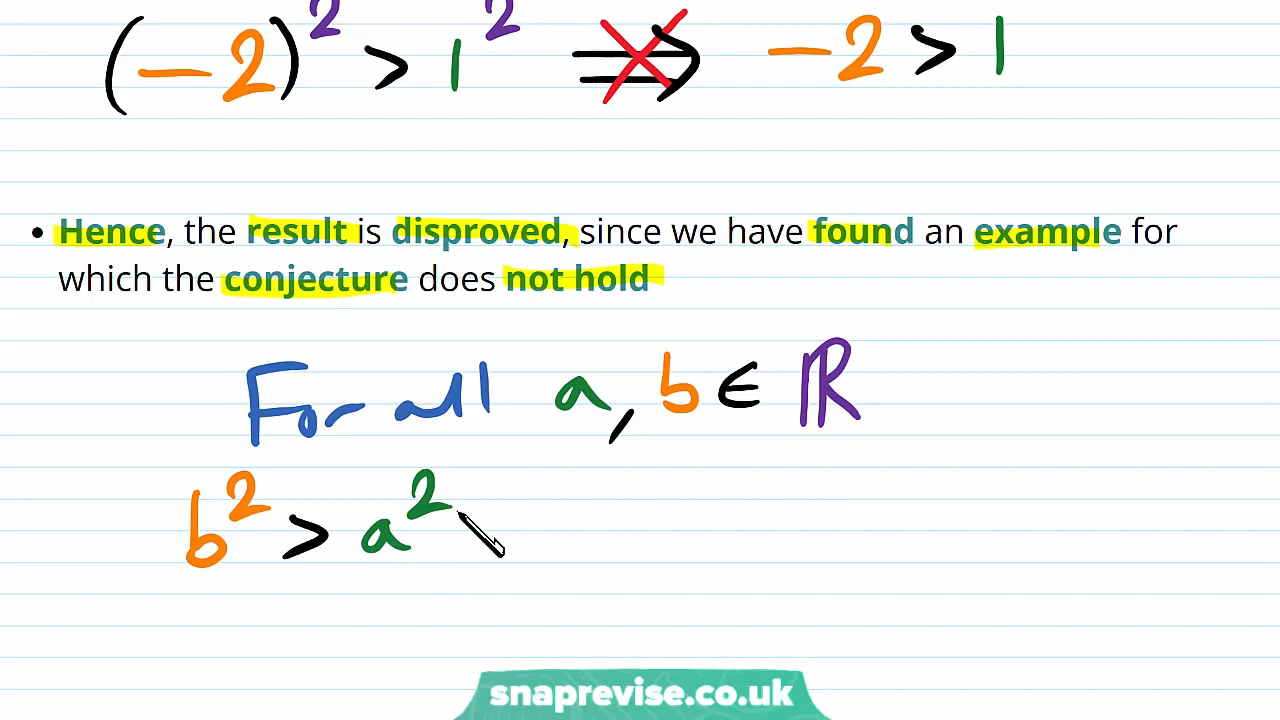 (-2)² > 1² ⇒ -2 > 1
• Hence, the result is disproved, since we have found an example for
which the conjecture does not hold
For all a, b ∈ ℝ
b² > a²
snaprevise.co.uk